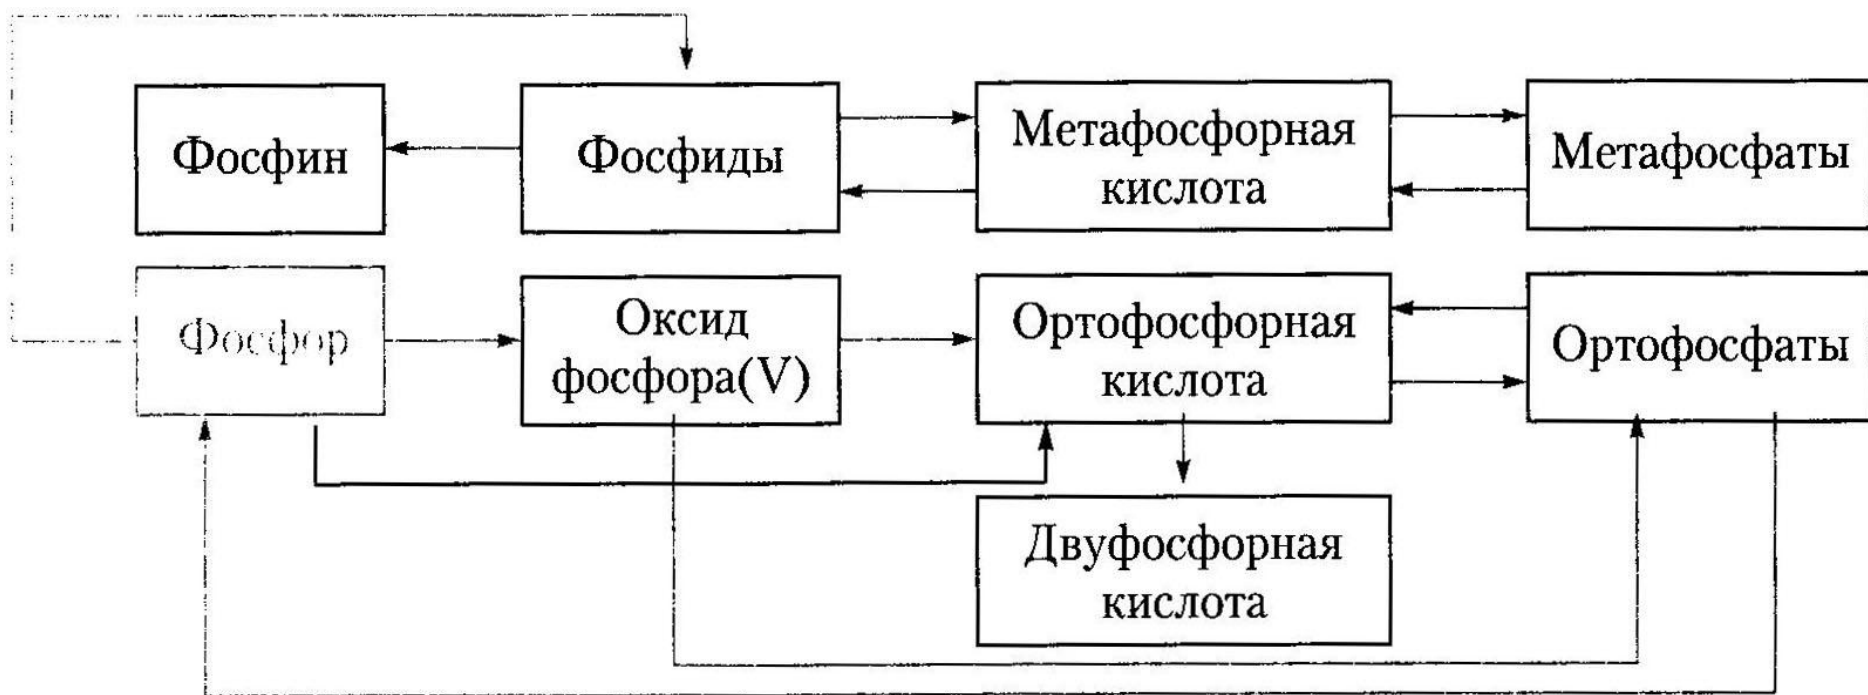 Фосфин
Фосфиды
Метафосфорная
кислота
Метафосфаты
Фосфор
Оксид
фосфора(V)
Ортофосфорная
кислота
Ортофосфаты
Двуфосфорная
кислота